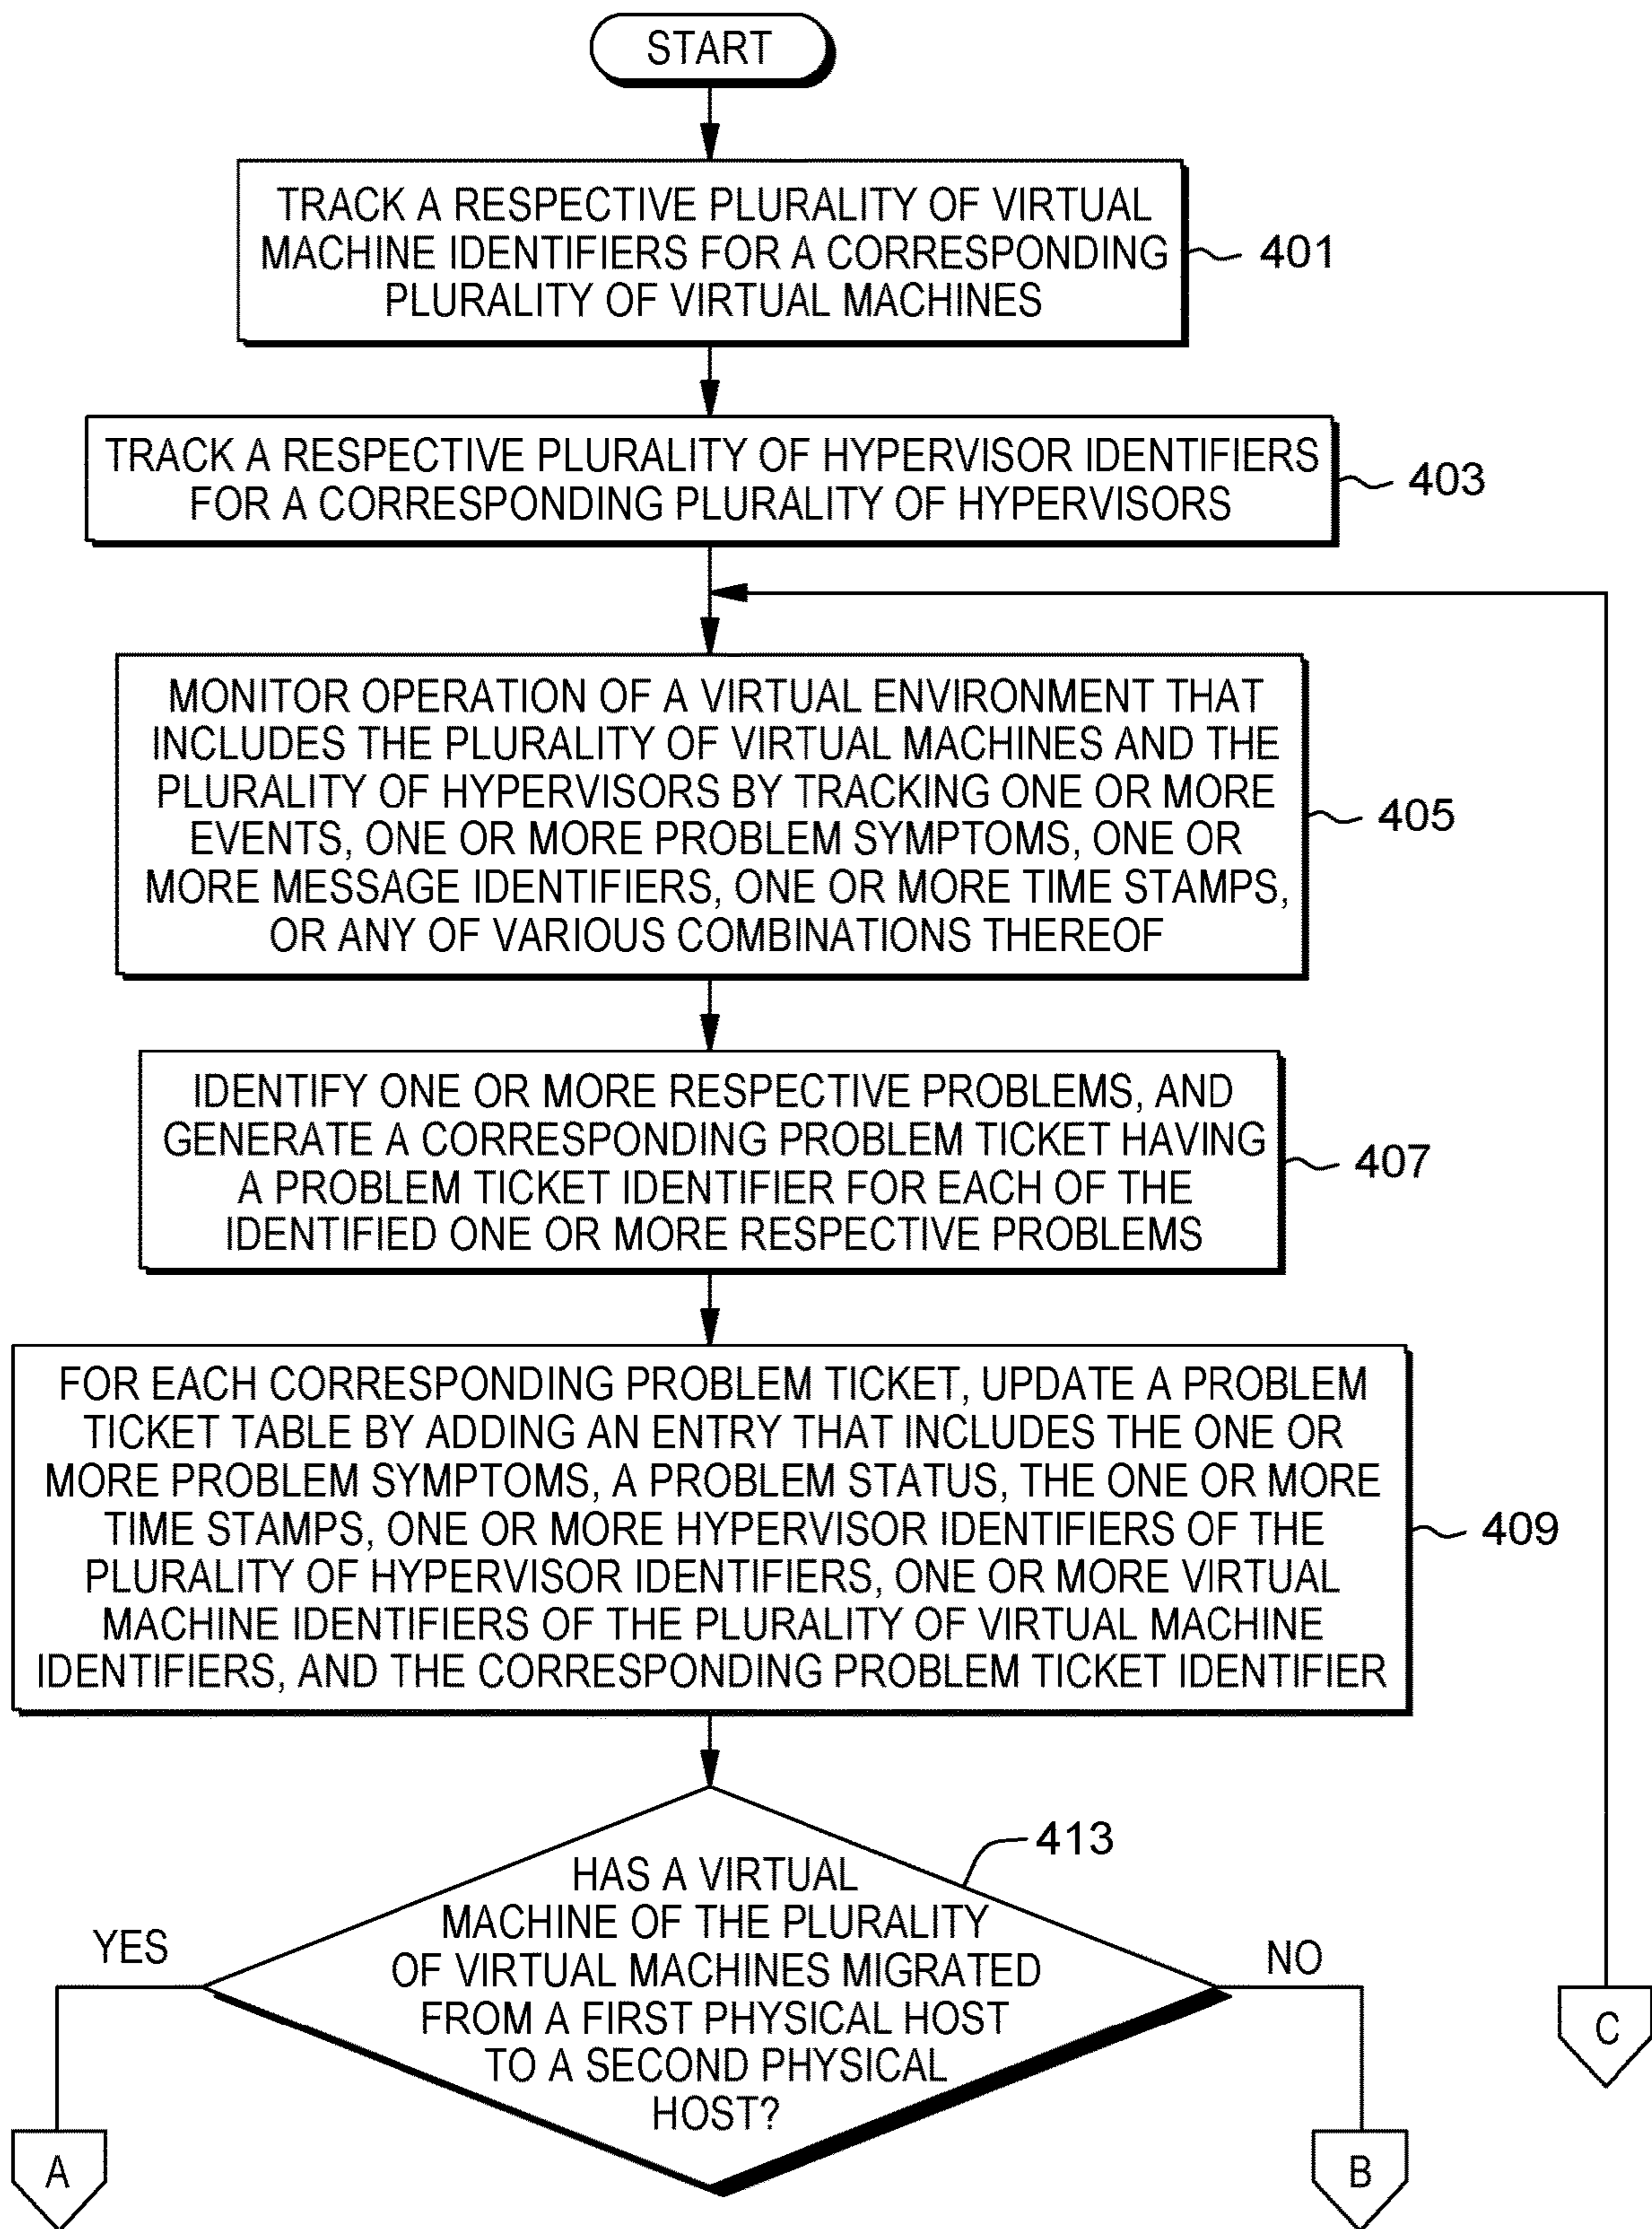 START
TRACK A RESPECTIVE PLURALITY OF VIRTUAL
MACHINE IDENTIFIERS FOR A CORRESPONDING
PLURALITY OF VIRTUAL MACHINES
401
TRACK A RESPECTIVE PLURALITY OF HYPERVISOR IDENTIFIERS
FOR A CORRESPONDING PLURALITY OF HYPERVISORS
403
MONITOR OPERATION OF A VIRTUAL ENVIRONMENT THAT
INCLUDES THE PLURALITY OF VIRTUAL MACHINES AND THE
PLURALITY OF HYPERVISORS BY TRACKING ONE OR MORE
EVENTS, ONE OR MORE PROBLEM SYMPTOMS, ONE OR
MORE MESSAGE IDENTIFIERS, ONE OR MORE TIME STAMPS,
OR ANY OF VARIOUS COMBINATIONS THEREOF
405
IDENTIFY ONE OR MORE RESPECTIVE PROBLEMS, AND
GENERATE A CORRESPONDING PROBLEM TICKET HAVING
A PROBLEM TICKET IDENTIFIER FOR EACH OF THE
IDENTIFIED ONE OR MORE RESPECTIVE PROBLEMS
407
FOR EACH CORRESPONDING PROBLEM TICKET, UPDATE A PROBLEM
TICKET TABLE BY ADDING AN ENTRY THAT INCLUDES THE ONE OR
MORE PROBLEM SYMPTOMS, A PROBLEM STATUS, THE ONE OR MORE
TIME STAMPS, ONE OR MORE HYPERVISOR IDENTIFIERS OF THE
PLURALITY OF HYPERVISOR IDENTIFIERS, ONE OR MORE VIRTUAL
MACHINE IDENTIFIERS OF THE PLURALITY OF VIRTUAL MACHINE
IDENTIFIERS, AND THE CORRESPONDING PROBLEM TICKET IDENTIFIER
409
413
HAS A VIRTUAL
MACHINE OF THE PLURALITY
OF VIRTUAL MACHINES MIGRATED
FROM A FIRST PHYSICAL HOST
TO A SECOND PHYSICAL
HOST?
YES
NO
C
A
B